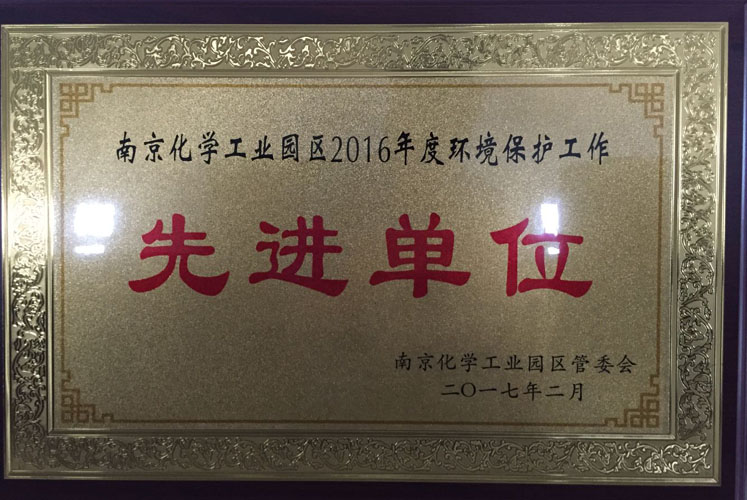 南京化学工业园区2016年度环境保护工作
先进单位
南京化学工业园区管委会
二〇一七年二月